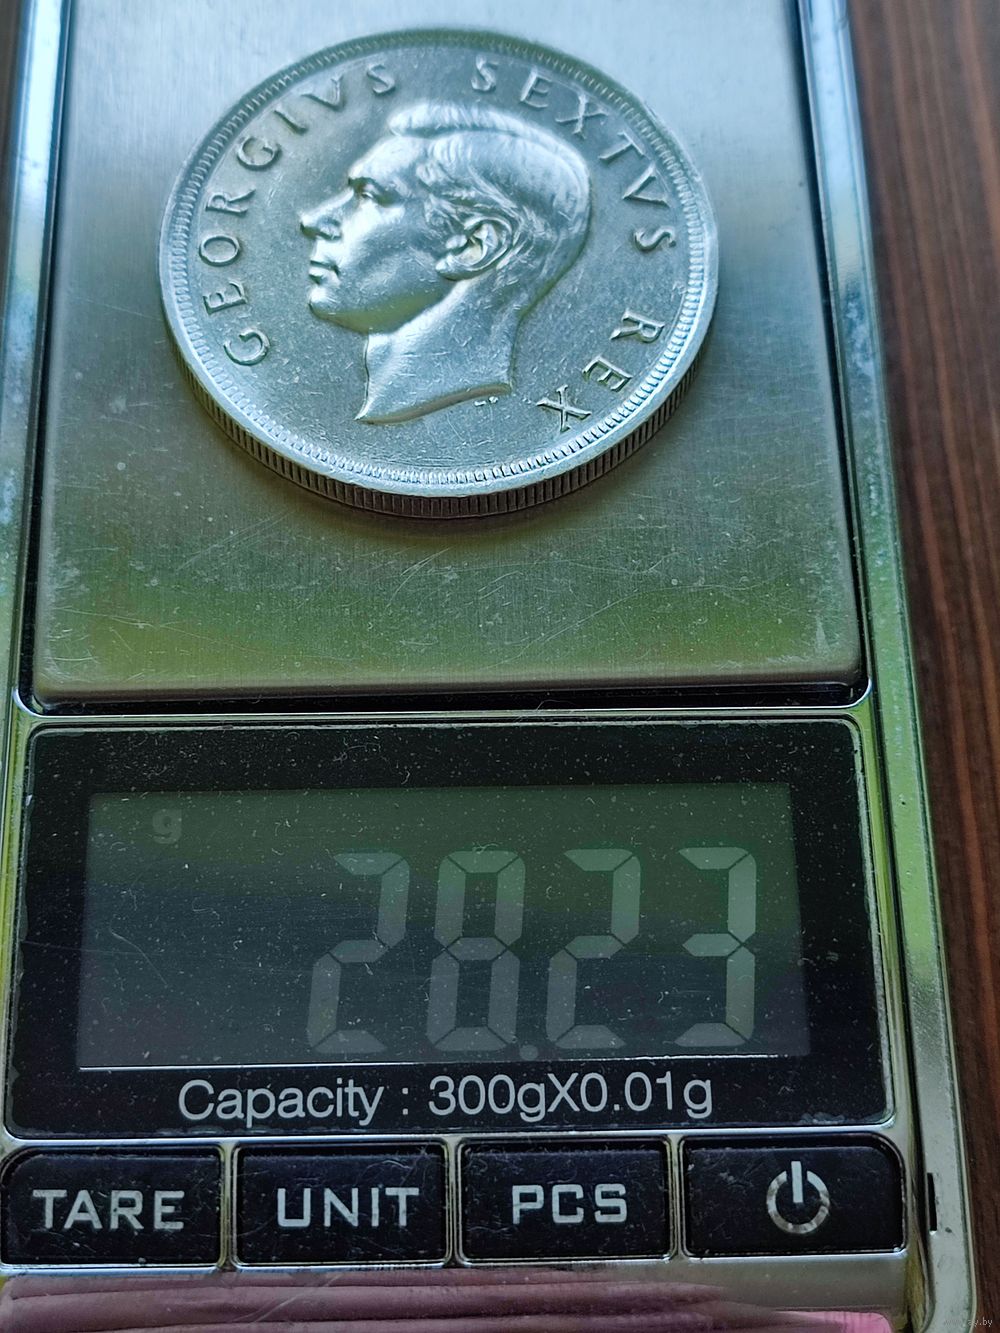 GEORGIVS SEXTVS REX
g
28.23
Capacity : 300gX0.01g
TARE UNIT PCS